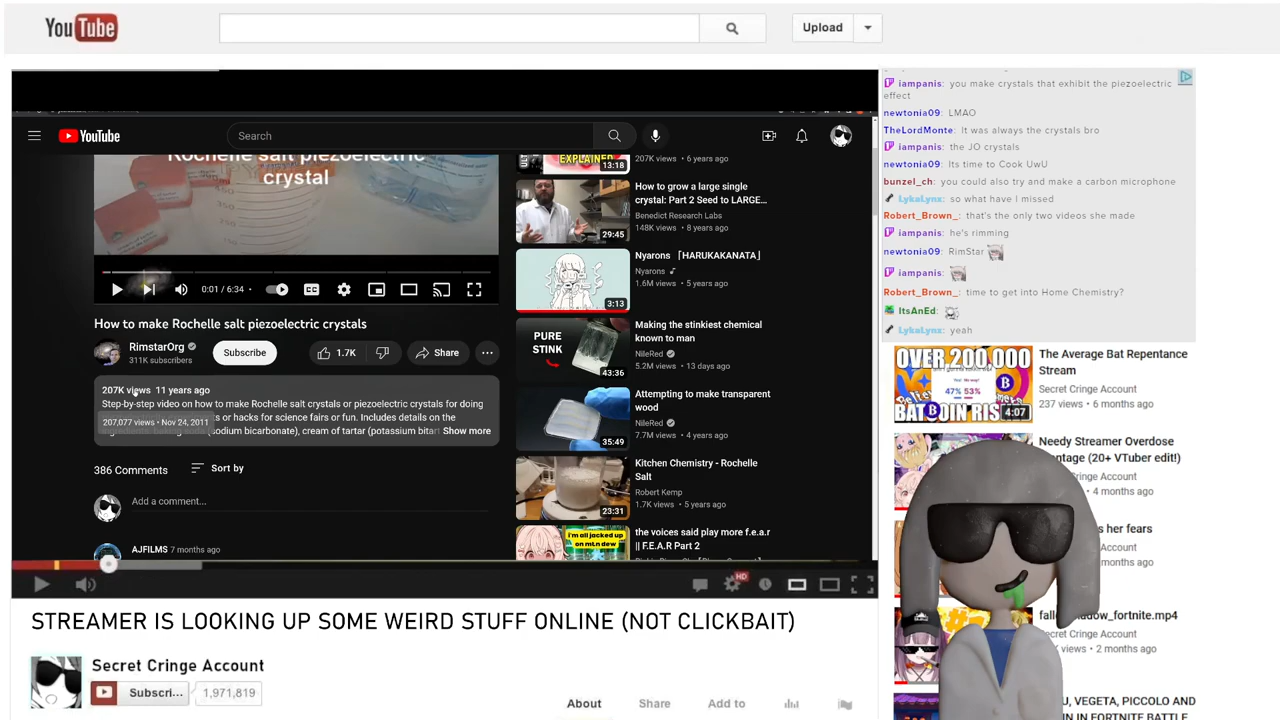 YouTube
Upload
YouTube
Search
Rochelle salt piezoelectric
crystal
0:01 / 6:34
How to make Rochelle salt piezoelectric crystals
RimstarOrg
311K subscribers
Subscribe
1.7K
Share
207K views 11 years ago
Step-by-step video on how to make Rochelle salt crystals or piezoelectric crystals for doing
ts or hacks for science fairs or fun. Includes details on the
207,077 views • Nov 24, 2011
(sodium bicarbonate), cream of tartar (potassium bitart Show more
386 Comments
Sort by
Add a comment...
AJFILMS 7 months ago
EXPLAINED
13:18
207K views • 6 years ago
29:45
How to grow a large single
crystal: Part 2 Seed to LARGE...
Benedict Research Labs
148K views • 8 years ago
3:13
Nyarons 「HARUKAKANATA」
Nyarons
1.6M views • 5 years ago
PURE
STINK
43:36
Making the stinkiest chemical
known to man
NileRed
5.2M views • 13 days ago
35:49
Attempting to make transparent
wood
NileRed
7.7M views • 4 years ago
23:31
Kitchen Chemistry - Rochelle
Salt
Robert Kemp
1.7K views • 5 years ago
i'm all jacked up
on mtn dew
the voices said play more f.e.a.r
|| F.E.A.R Part 2
HD
STREAMER IS LOOKING UP SOME WEIRD STUFF ONLINE (NOT CLICKBAIT)
Secret Cringe Account
Subscri...
1,971,819
About
Share
Add to
iampanis: you make crystals that exhibit the piezoelectric
effect
newtonia09: LMAO
TheLordMonte: It was always the crystals bro
iampanis: the JO crystals
newtonia09: Its time to Cook UwU
bunzel_ch: you could also try and make a carbon microphone
LykaLynx: so what have I missed
Robert_Brown_: that's the only two videos she made
iampanis: he's rimming
newtonia09: RimStar
iampanis:
Robert_Brown_: time to get into Home Chemistry?
ItsAnEd:
LykaLynx: yeah
OVER 200,000
47% 53%
4:07
The Average Bat Repentance
Stream
Secret Cringe Account
237 views • 6 months ago
Needy Streamer Overdose
ontage (20+ VTuber edit!)
Cringe Account
• 4 months ago
s her fears
Account
months ago
fall adow_fortnite.mp4
ecret Cringe Account
views • 2 months ago
U, VEGETA, PICCOLO AND
IN FORTNITE BATTLE